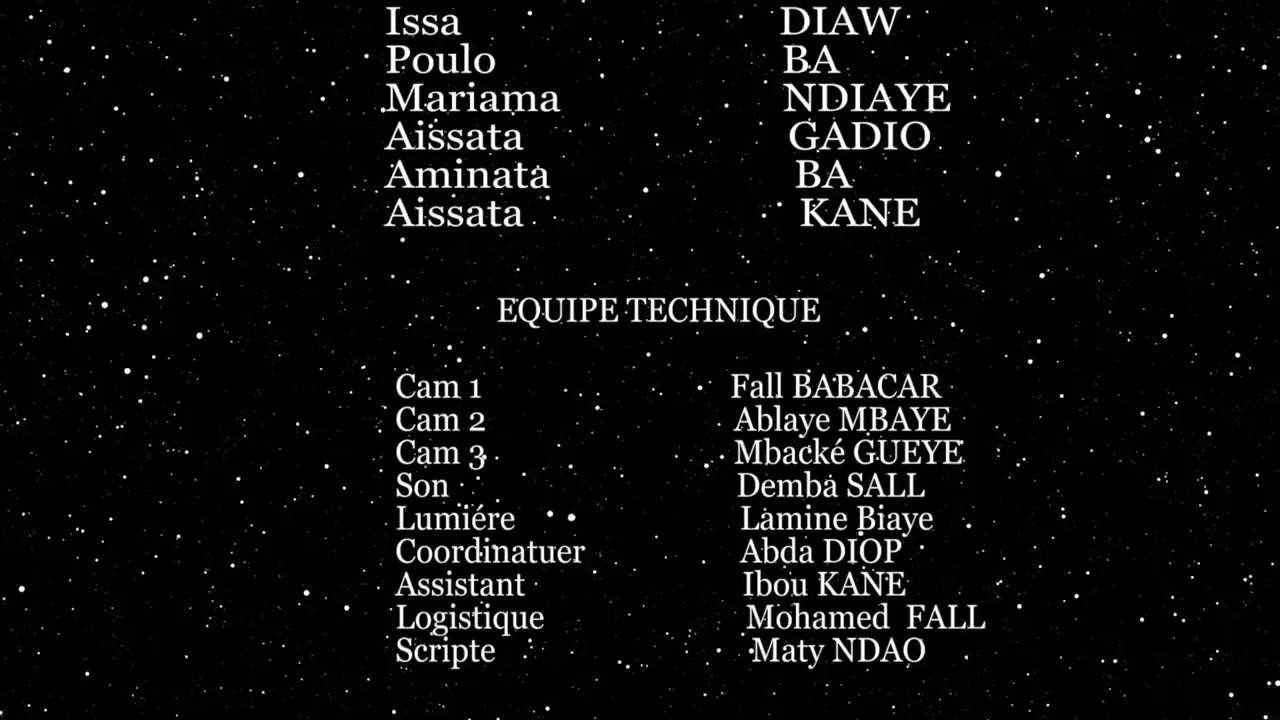 Issa DIAW
Poulo BA
Mariama NDIAYE
Aissata GADIO
Aminata BA
Aissata KANE
EQUIPE TECHNIQUE
Cam 1 Fall BABACAR
Cam 2 Ablaye MBAYE
Cam 3 Mbacké GUEYE
Son Demba SALL
Lumiére Lamine Biaye
Coordinatuer Abda DIOP
Assistant Ibou KANE
Logistique Mohamed FALL
Scripte Maty NDAO